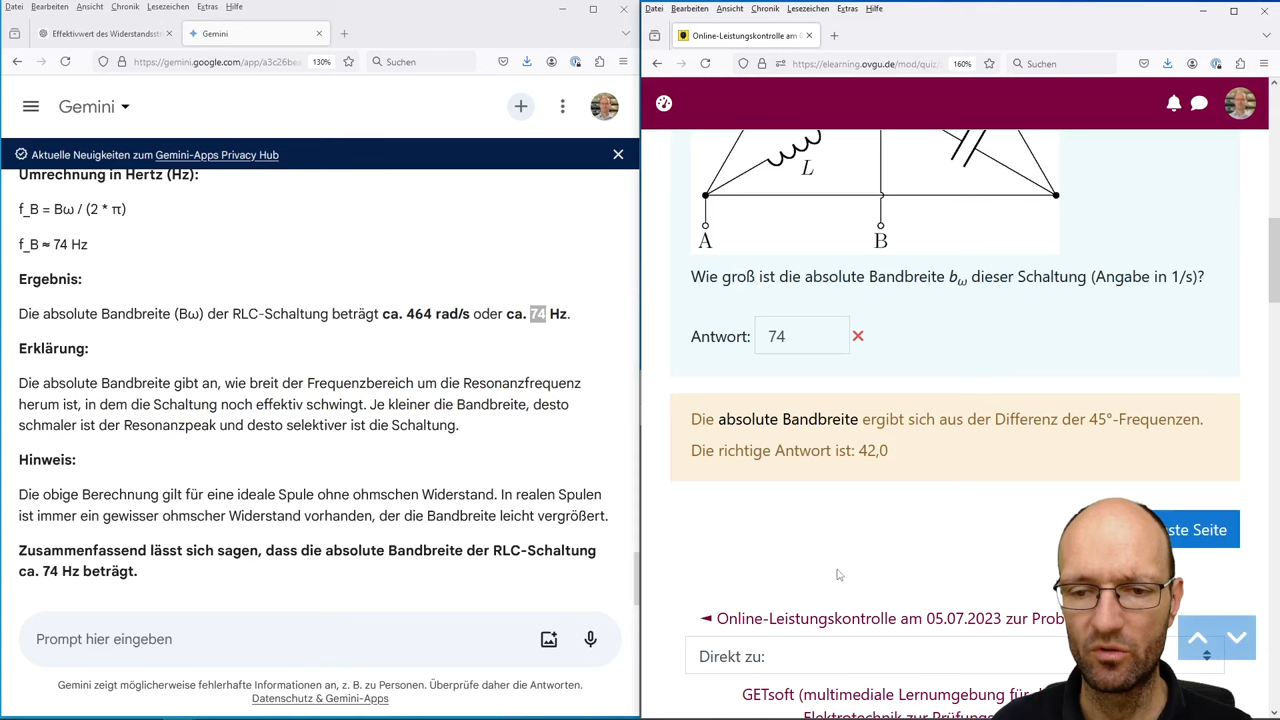 Datei Bearbeiten Ansicht Chronik Lesezeichen Extras Hilfe
Effektivwert des Widerstandsst
Gemini
https://gemini.google.com/app/a3c26bea
130%
Suchen
Gemini
Aktuelle Neuigkeiten zum Gemini-Apps Privacy Hub
Umrechnung in Hertz (Hz):
f_B = Bω / (2 * π)
f_B ≈ 74 Hz
Ergebnis:
Die absolute Bandbreite (Bω) der RLC-Schaltung beträgt ca. 464 rad/s oder ca. 74 Hz.
Erklärung:
Die absolute Bandbreite gibt an, wie breit der Frequenzbereich um die Resonanzfrequenz
herum ist, in dem die Schaltung noch effektiv schwingt. Je kleiner die Bandbreite, desto
schmaler ist der Resonanzpeak und desto selektiver ist die Schaltung.
Hinweis:
Die obige Berechnung gilt für eine ideale Spule ohne ohmschen Widerstand. In realen Spulen
ist immer ein gewisser ohmscher Widerstand vorhanden, der die Bandbreite leicht vergrößert.
Zusammenfassend lässt sich sagen, dass die absolute Bandbreite der RLC-Schaltung
ca. 74 Hz beträgt.
Prompt hier eingeben
Gemini zeigt möglicherweise fehlerhafte Informationen an, z. B. zu Personen. Überprüfe daher die Antworten.
Datenschutz & Gemini-Apps
Datei Bearbeiten Ansicht Chronik Lesezeichen Extras Hilfe
Online-Leistungskontrolle am
https://elearning.ovgu.de/mod/quiz/
160%
Suchen
L
A
B
Wie groß ist die absolute Bandbreite bω dieser Schaltung (Angabe in 1/s)?
Antwort: 74
Die absolute Bandbreite ergibt sich aus der Differenz der 45°-Frequenzen.
Die richtige Antwort ist: 42,0
ste Seite
◄ Online-Leistungskontrolle am 05.07.2023 zur Prob
Direkt zu:
GETsoft (multimediale Lernumgebung für
Elektrotechnik zur Prüfungs